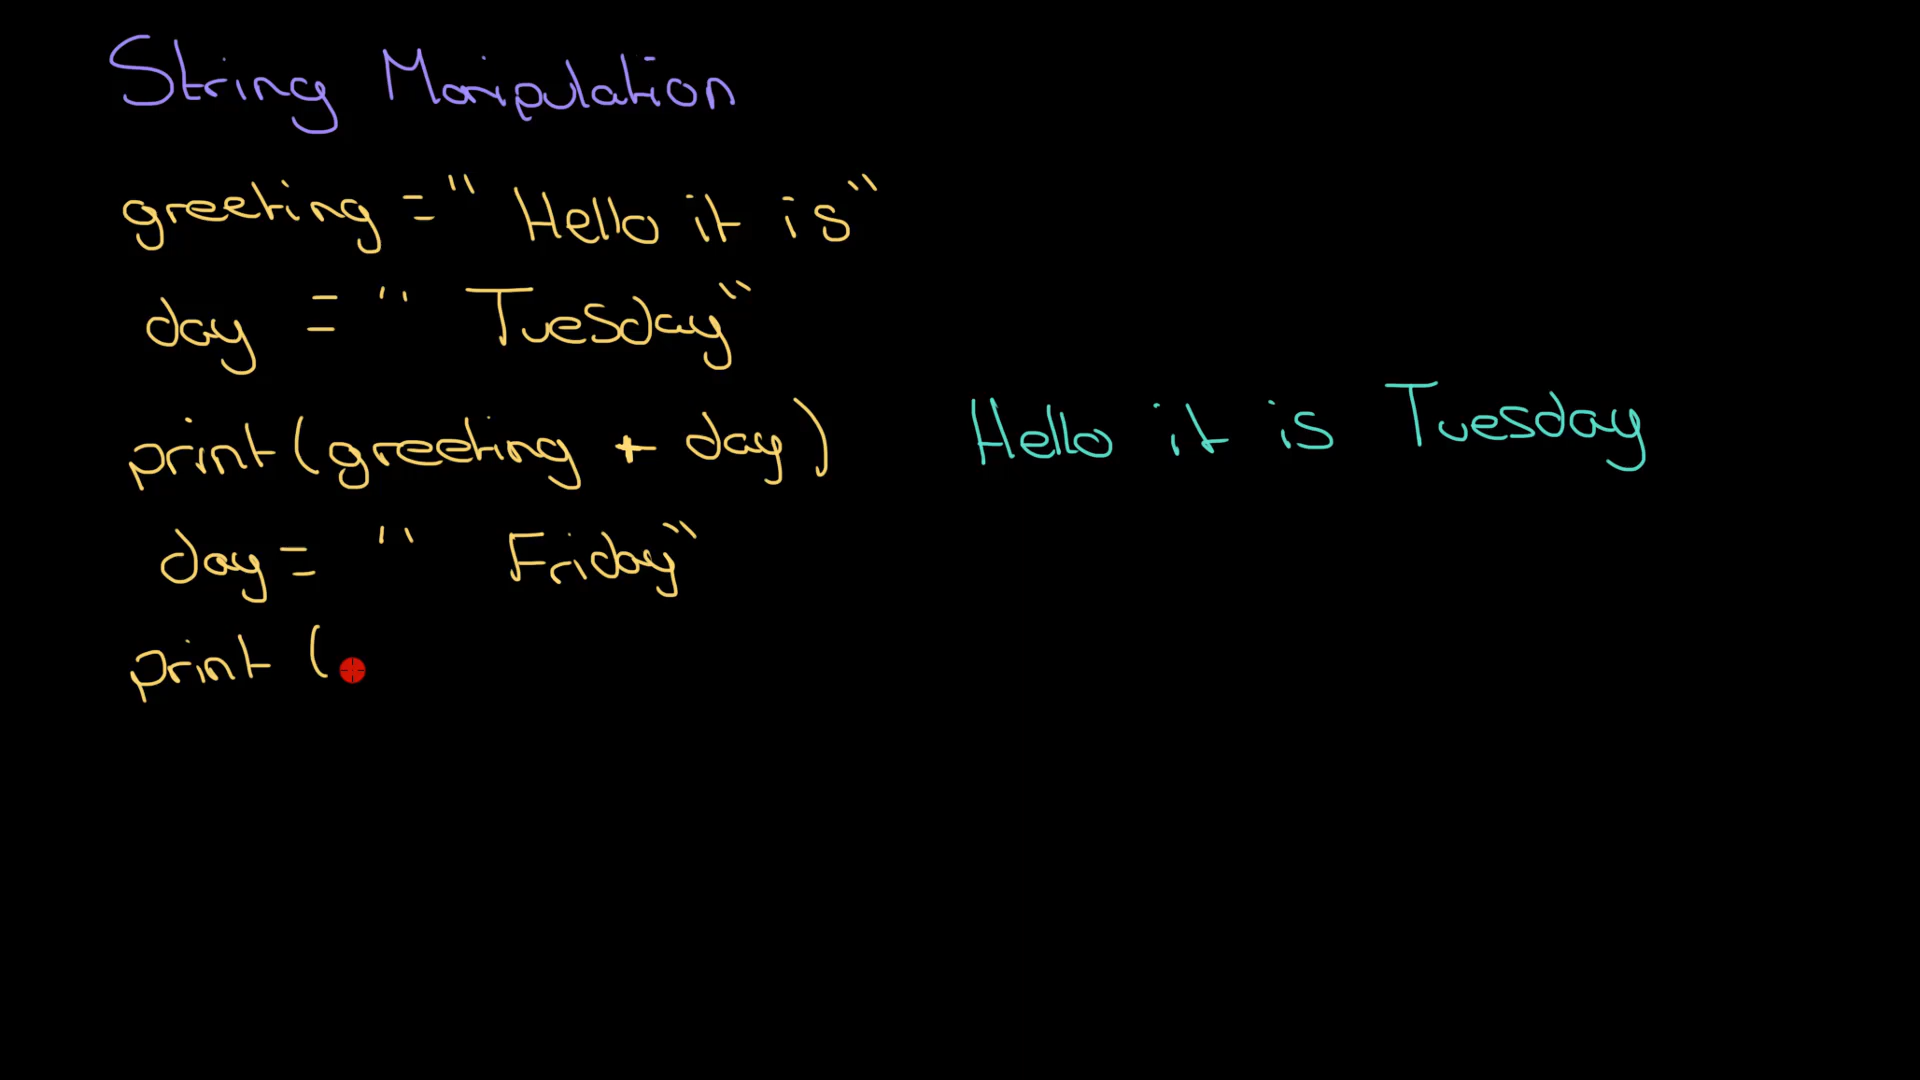 String Manipulation
greeting = " Hello it is"
day = " Tuesday"
print(greeting + day) Hello it is Tuesday
day = " Friday"
print (